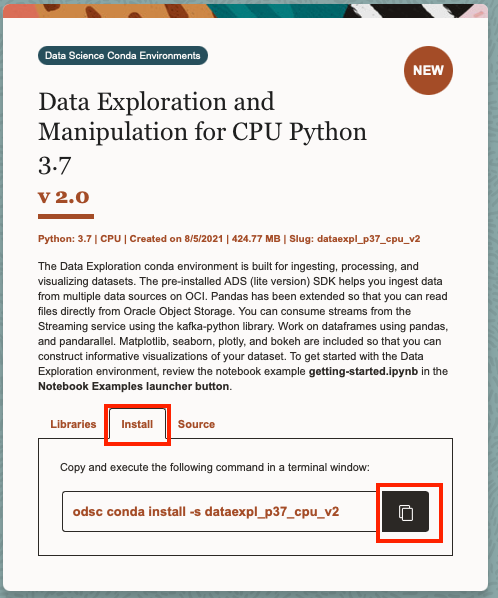 Data Science Conda Environments
NEW
Data Exploration and
Manipulation for CPU Python
3.7
v 2.0
Python: 3.7 | CPU | Created on 8/5/2021 | 424.77 MB | Slug: dataexpl_p37_cpu_v2
The Data Exploration conda environment is built for ingesting, processing, and
visualizing datasets. The pre-installed ADS (lite version) SDK helps you ingest data
from multiple data sources on OCI. Pandas has been extended so that you can read
files directly from Oracle Object Storage. You can consume streams from the
Streaming service using the kafka-python library. Work on dataframes using pandas,
and pandarallel. Matplotlib, seaborn, plotly, and bokeh are included so that you can
construct informative visualizations of your dataset. To get started with the Data
Exploration environment, review the notebook example getting-started.ipynb in the
Notebook Examples launcher button.
Libraries Install Source
Copy and execute the following command in a terminal window:
odsc conda install -s dataexpl_p37_cpu_v2